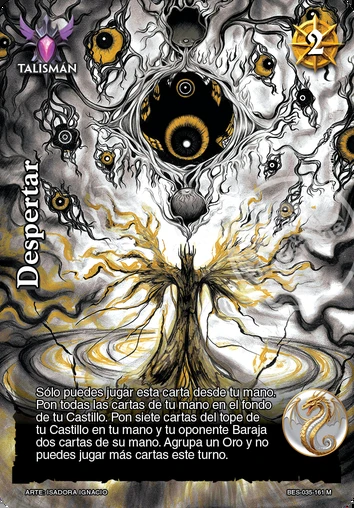 TALISMÁN
2
Despertar
Sólo puedes jugar esta carta desde tu mano.
Pon todas las cartas de tu mano en el fondo
de tu Castillo. Pon siete cartas del tope de
tu Castillo en tu mano y tu oponente Baraja
dos cartas de su mano. Agrupa un Oro y no
puedes jugar más cartas este turno.
ARTE: ISADORA IGNACIO
BES-035-161 M